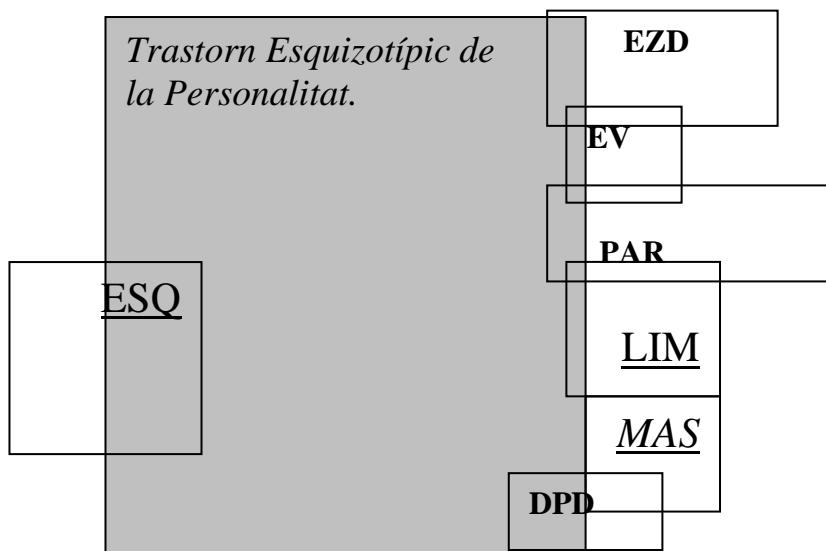 Trastorn Esquizotípic de
la Personalitat.
EZD
EV
PAR
ESQ
LIM
MAS
DPD